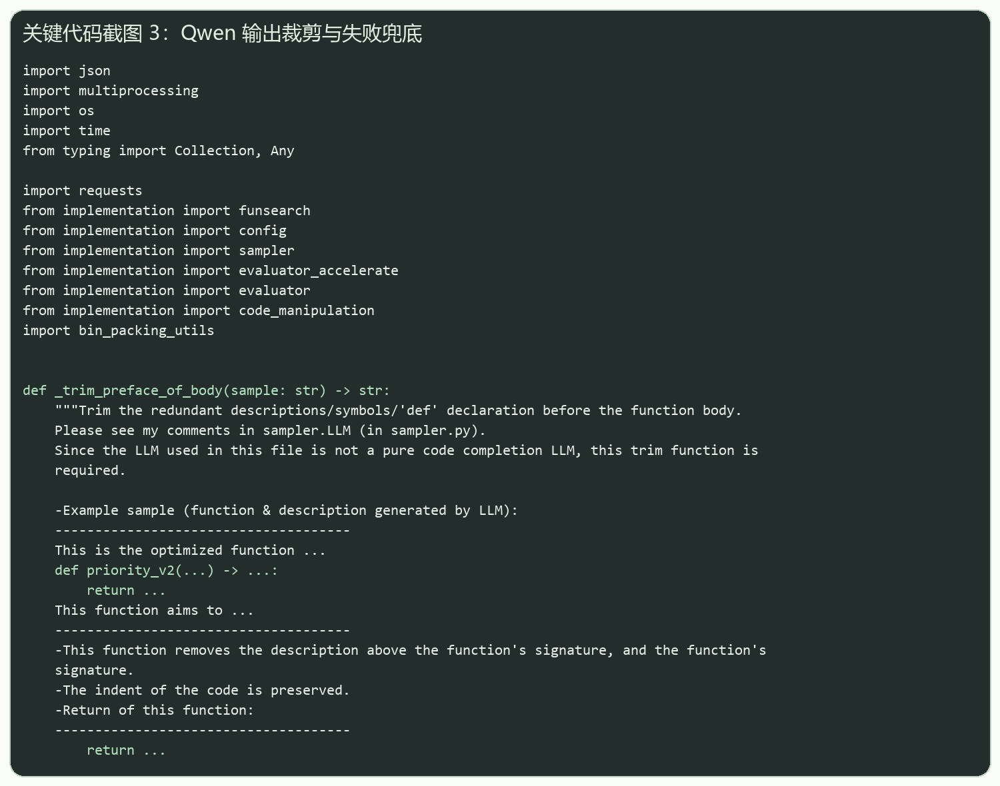 关键代码截图 3：Qwen 输出裁剪与失败兜底
import json
import multiprocessing
import os
import time
from typing import Collection, Any
import requests
from implementation import funsearch
from implementation import config
from implementation import sampler
from implementation import evaluator_accelerate
from implementation import evaluator
from implementation import code_manipulation
import bin_packing_utils
def _trim_preface_of_body(sample: str) -> str:
    """Trim the redundant descriptions/symbols/'def' declaration before the function body.
    Please see my comments in sampler.LLM (in sampler.py).
    Since the LLM used in this file is not a pure code completion LLM, this trim function is
    required.
    -Example sample (function & description generated by LLM):
    -------------------------------------
    This is the optimized function ...
    def priority_v2(...) -> ...:
        return ...
    This function aims to ...
    -------------------------------------
    -This function removes the description above the function's signature, and the function's
    signature.
    -The indent of the code is preserved.
    -Return of this function:
    -------------------------------------
        return ...